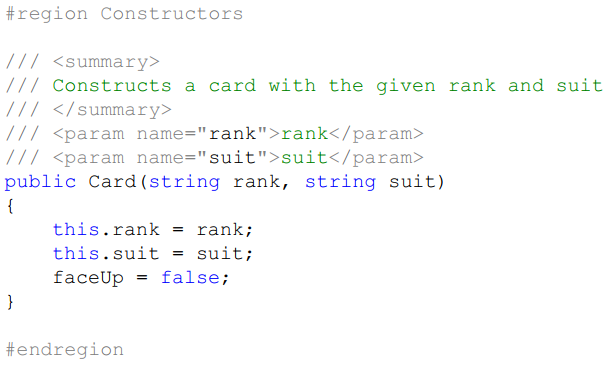 #region Constructors
/// <summary>
/// Constructs a card with the given rank and suit
/// </summary>
/// <param name="rank">rank</param>
/// <param name="suit">suit</param>
public Card(string rank, string suit)
{
    this.rank = rank;
    this.suit = suit;
    faceUp = false;
}
#endregion